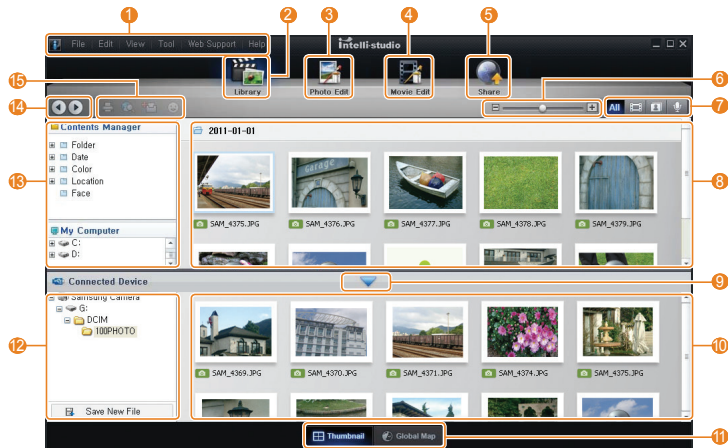 1
2
3
4
5
File Edit View Tool Web Support Help
intelli-studio
Library
Photo Edit
Movie Edit
Share
6
15
14
7
All
Contents Manager
2011-01-01
Folder
Date
Color
Location
Face
13
8
SAM_4375.JPG
SAM_4376.JPG
SAM_4377.JPG
SAM_4378.JPG
SAM_4379.JPG
My Computer
C:
D:
Connected Device
9
Samsung Camera
G:
DCIM
100PHOTO
12
10
SAM_4369.JPG
SAM_4370.JPG
SAM_4371.JPG
SAM_4374.JPG
SAM_4375.JPG
Save New File
Thumbnail
Global Map
11